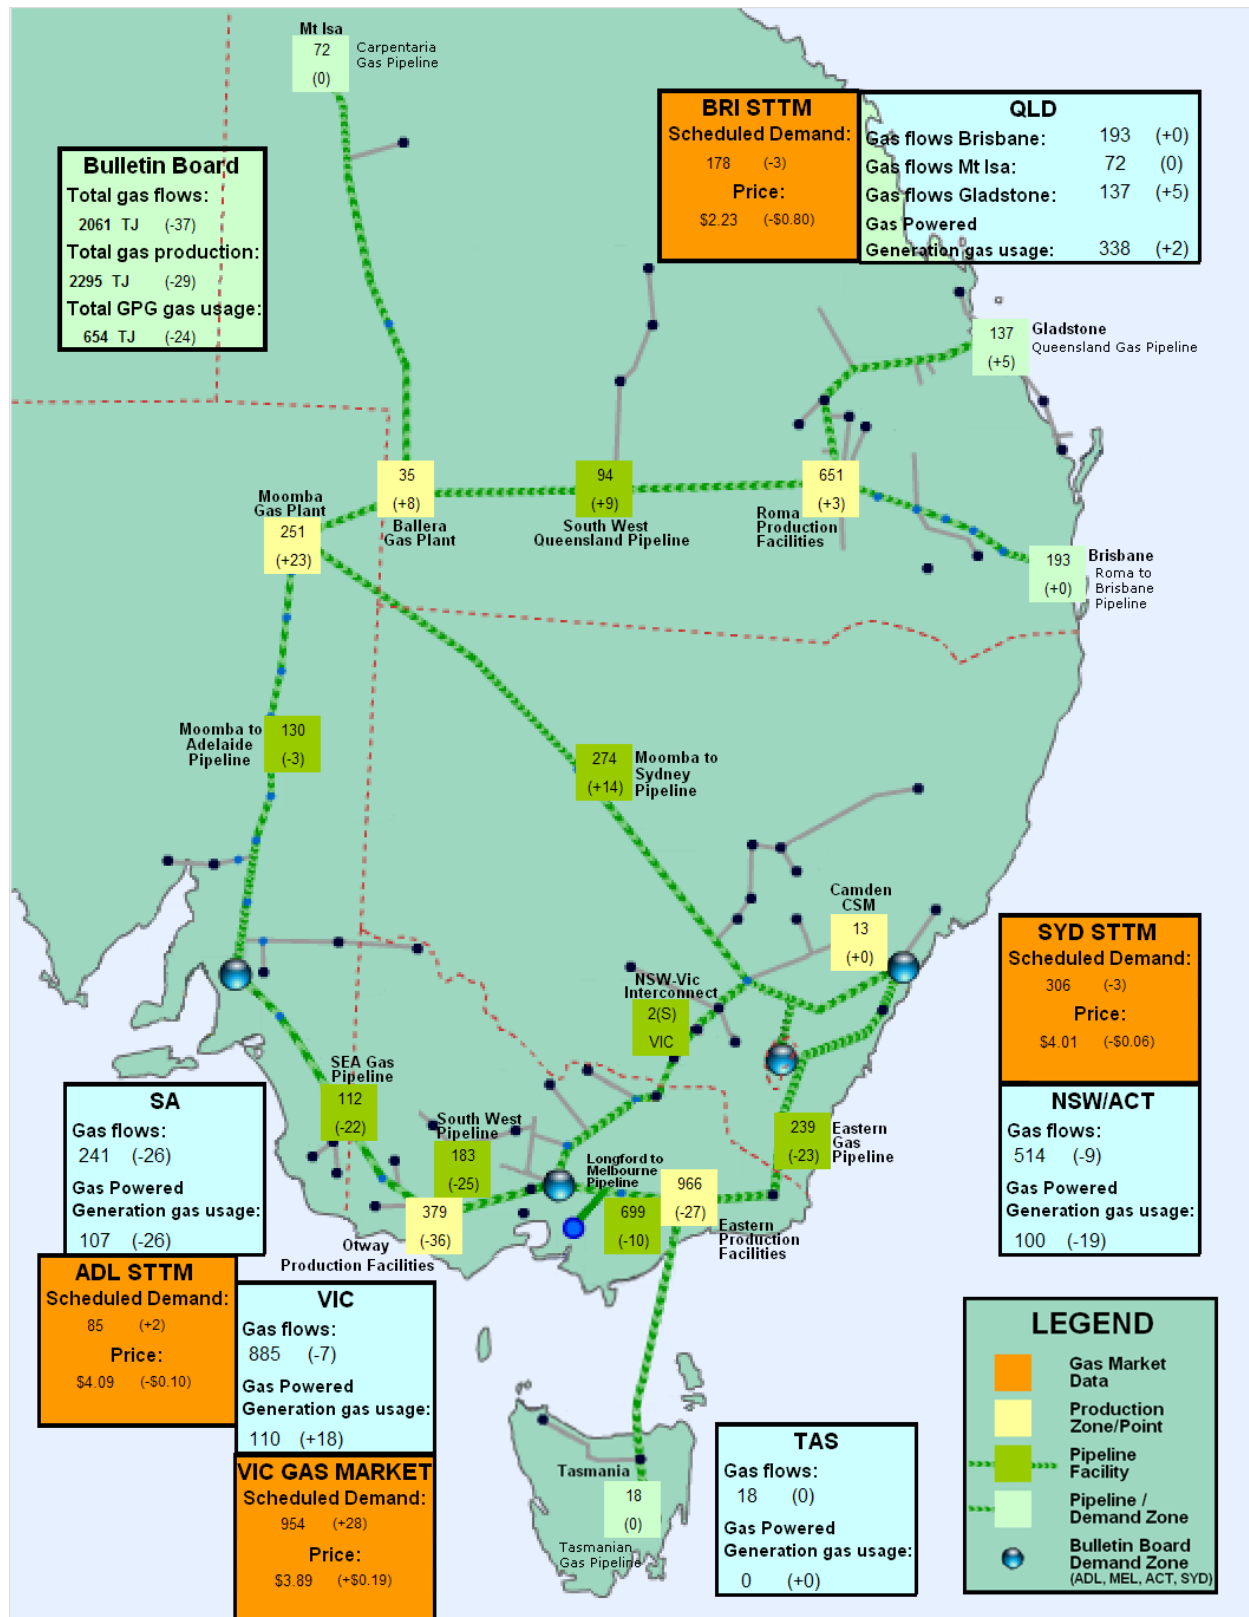 Mt Isa
72
(0)
Carpentaria
Gas Pipeline
BRI STTM
Scheduled Demand:
178 (-3)
Price:
$2.23 (-$0.80)
QLD
Gas flows Brisbane: 193 (+0)
Gas flows Mt Isa: 72 (0)
Gas flows Gladstone: 137 (+5)
Gas Powered
Generation gas usage: 338 (+2)
Bulletin Board
Total gas flows:
2061 TJ (-37)
Total gas production:
2295 TJ (-29)
Total GPG gas usage:
654 TJ (-24)
137
(+5)
Gladstone
Queensland Gas Pipeline
35
(+8)
Ballera
Gas Plant
94
(+9)
South West
Queensland Pipeline
651
(+3)
Roma
Production
Facilities
Moomba
Gas Plant
251
(+23)
193
(+0)
Brisbane
Roma to
Brisbane
Pipeline
Moomba to
Adelaide
Pipeline
130
(-3)
274
(+14)
Moomba to
Sydney
Pipeline
Camden
CSM
13
(+0)
SYD STTM
Scheduled Demand:
306 (-3)
Price:
$4.01 (-$0.06)
NSW-Vic
Interconnect
2(S)
VIC
SEA Gas
Pipeline
112
(-22)
South West
Pipeline
183
(-25)
239
(-23)
Eastern
Gas
Pipeline
NSW/ACT
Gas flows:
514 (-9)
Gas Powered
Generation gas usage:
100 (-19)
SA
Gas flows:
241 (-26)
Gas Powered
Generation gas usage:
107 (-26)
Longford to
Melbourne
Pipeline
699
(-10)
966
(-27)
Eastern
Production
Facilities
379
(-36)
Otway
Production Facilities
ADL STTM
Scheduled Demand:
85 (+2)
Price:
$4.09 (-$0.10)
VIC
Gas flows:
885 (-7)
Gas Powered
Generation gas usage:
110 (+18)
VIC GAS MARKET
Scheduled Demand:
954 (+28)
Price:
$3.89 (+$0.19)
Tasmania
18
(0)
Tasmanian
Gas Pipeline
TAS
Gas flows:
18 (0)
Gas Powered
Generation gas usage:
0 (+0)
LEGEND
Gas Market
Data
Production
Zone/Point
Pipeline
Facility
Pipeline /
Demand Zone
Bulletin Board
Demand Zone
(ADL, MEL, ACT, SYD)